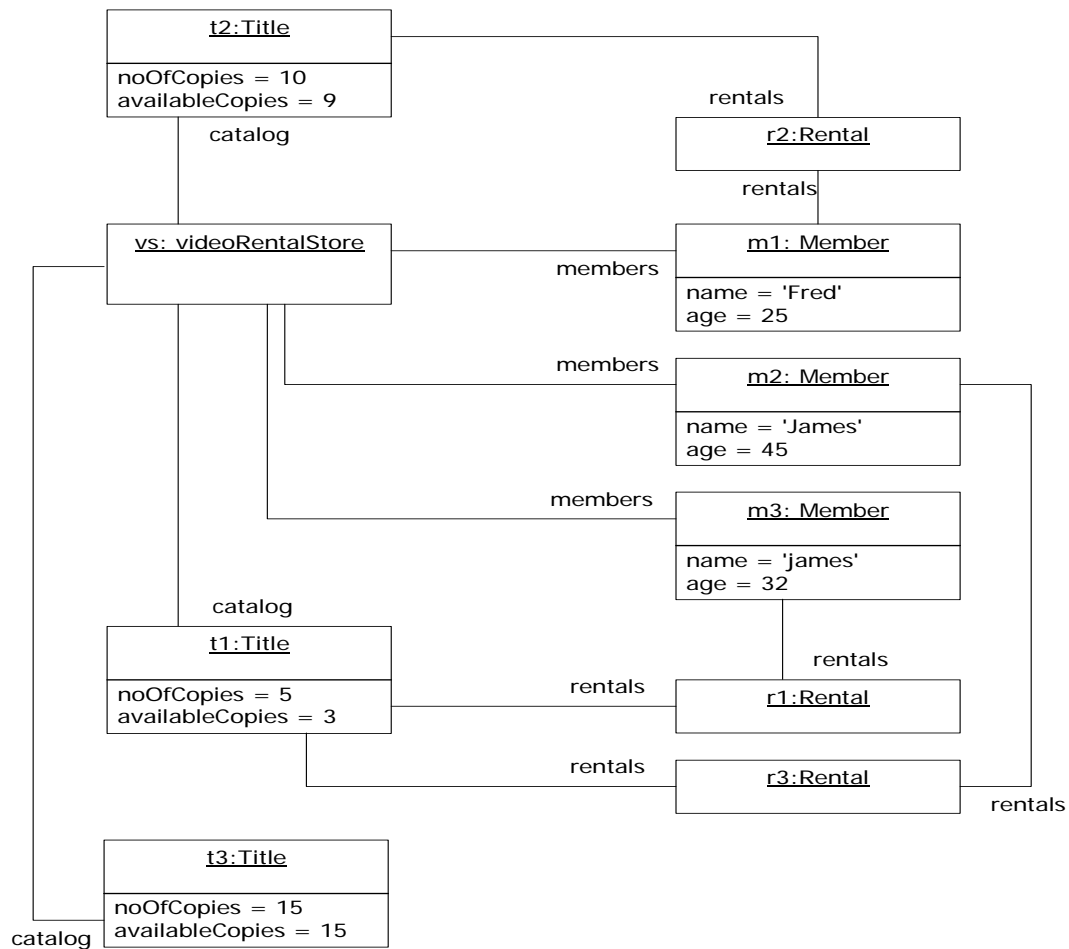 t2:Title
noOfCopies = 10
availableCopies = 9
catalog
rentals
r2:Rental
rentals
vs: videoRentalStore
members
m1: Member
name = 'Fred'
age = 25
members
m2: Member
name = 'James'
age = 45
members
m3: Member
name = 'james'
age = 32
catalog
t1:Title
noOfCopies = 5
availableCopies = 3
rentals
rentals
r1:Rental
rentals
r3:Rental
rentals
t3:Title
noOfCopies = 15
availableCopies = 15
catalog